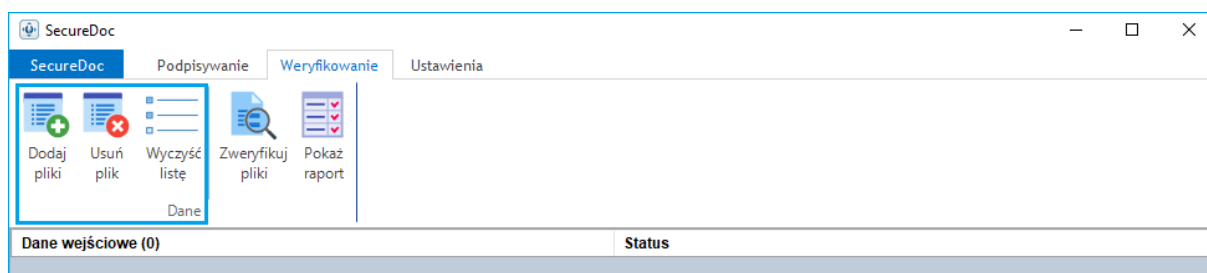 SecureDoc
SecureDoc Podpisywanie Weryfikowanie Ustawienia
Dodaj pliki
Usuń plik
Wyczyść listę
Zweryfikuj pliki
Pokaż raport
Dane
Dane wejściowe (0) Status